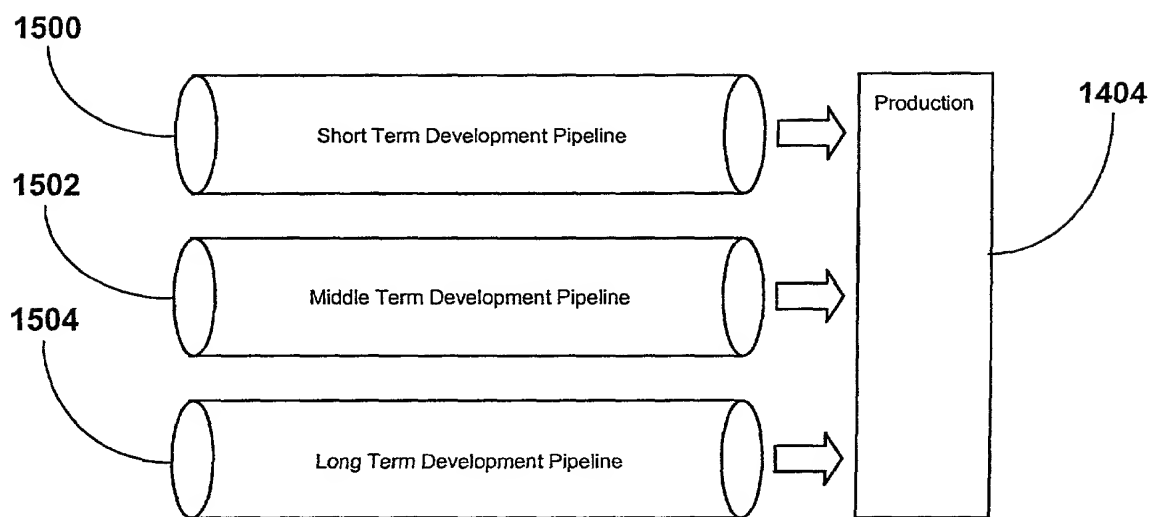 1500
Short Term Development Pipeline
Production
1404
1502
Middle Term Development Pipeline
1504
Long Term Development Pipeline